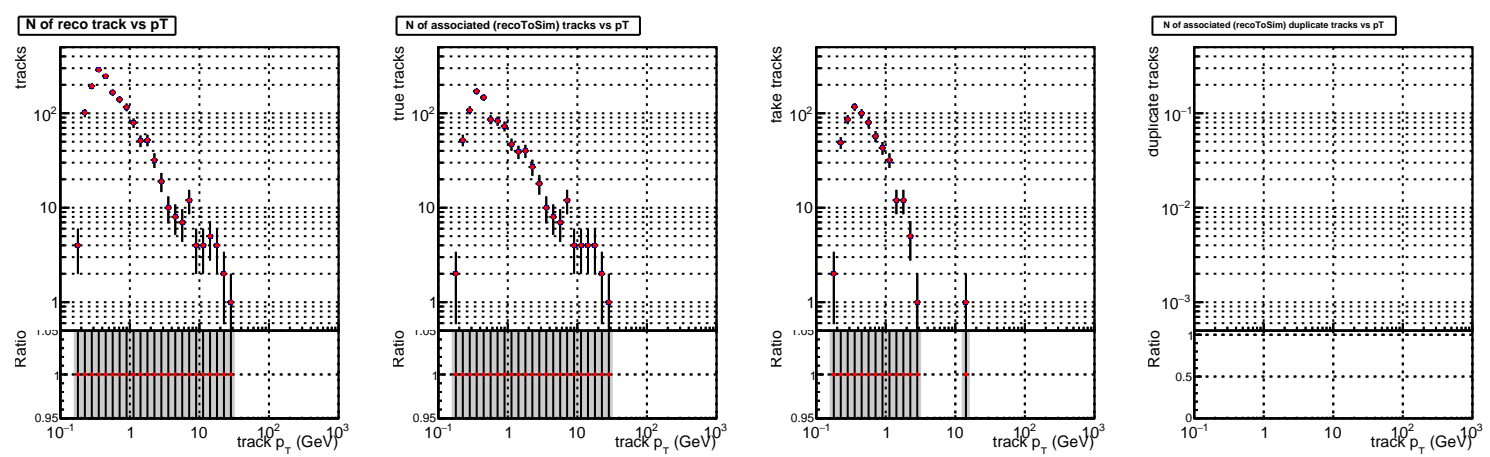 N of reco track vs pT
tracks
10²
10
1
Ratio
1.05
1
0.95
10⁻¹ 1 10 10² 10³
track p_T (GeV)
N of associated (recoToSim) tracks vs pT
true tracks
10²
10
1
Ratio
1.05
1
0.95
10⁻¹ 1 10 10² 10³
track p_T (GeV)
fake tracks
10²
10
1
Ratio
1.05
1
0.95
10⁻¹ 1 10 10² 10³
track p_T (GeV)
N of associated (recoToSim) duplicate tracks vs pT
duplicate tracks
10⁻¹
10⁻²
10⁻³
Ratio
1
0.5
0
10⁻¹ 1 10 10² 10³
track p_T (GeV)